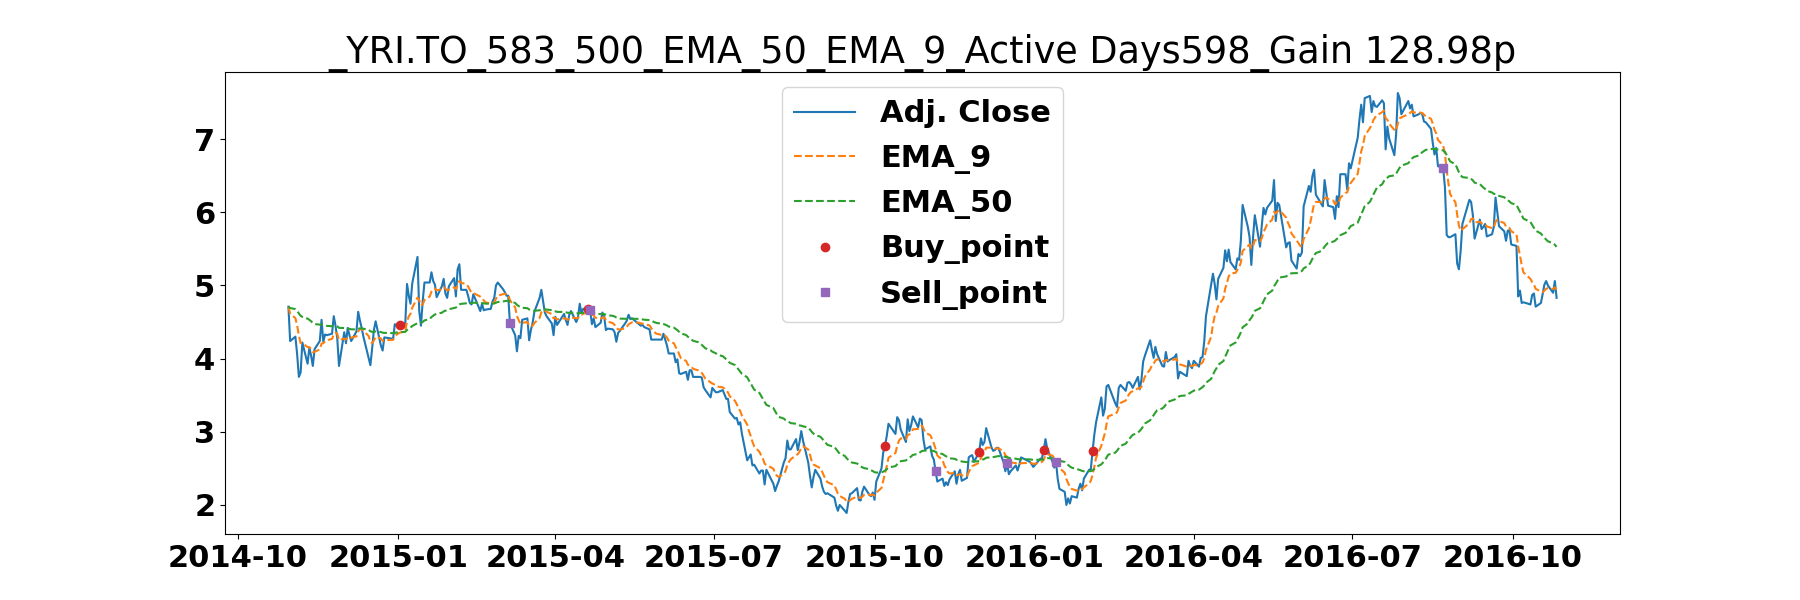 _YRI.TO_583_500_EMA_50_EMA_9_Active Days598_Gain 128.98p
Adj. Close
EMA_9
EMA_50
Buy_point
Sell_point
7
6
5
4
3
2
2014-10 2015-01 2015-04 2015-07 2015-10 2016-01 2016-04 2016-07 2016-10